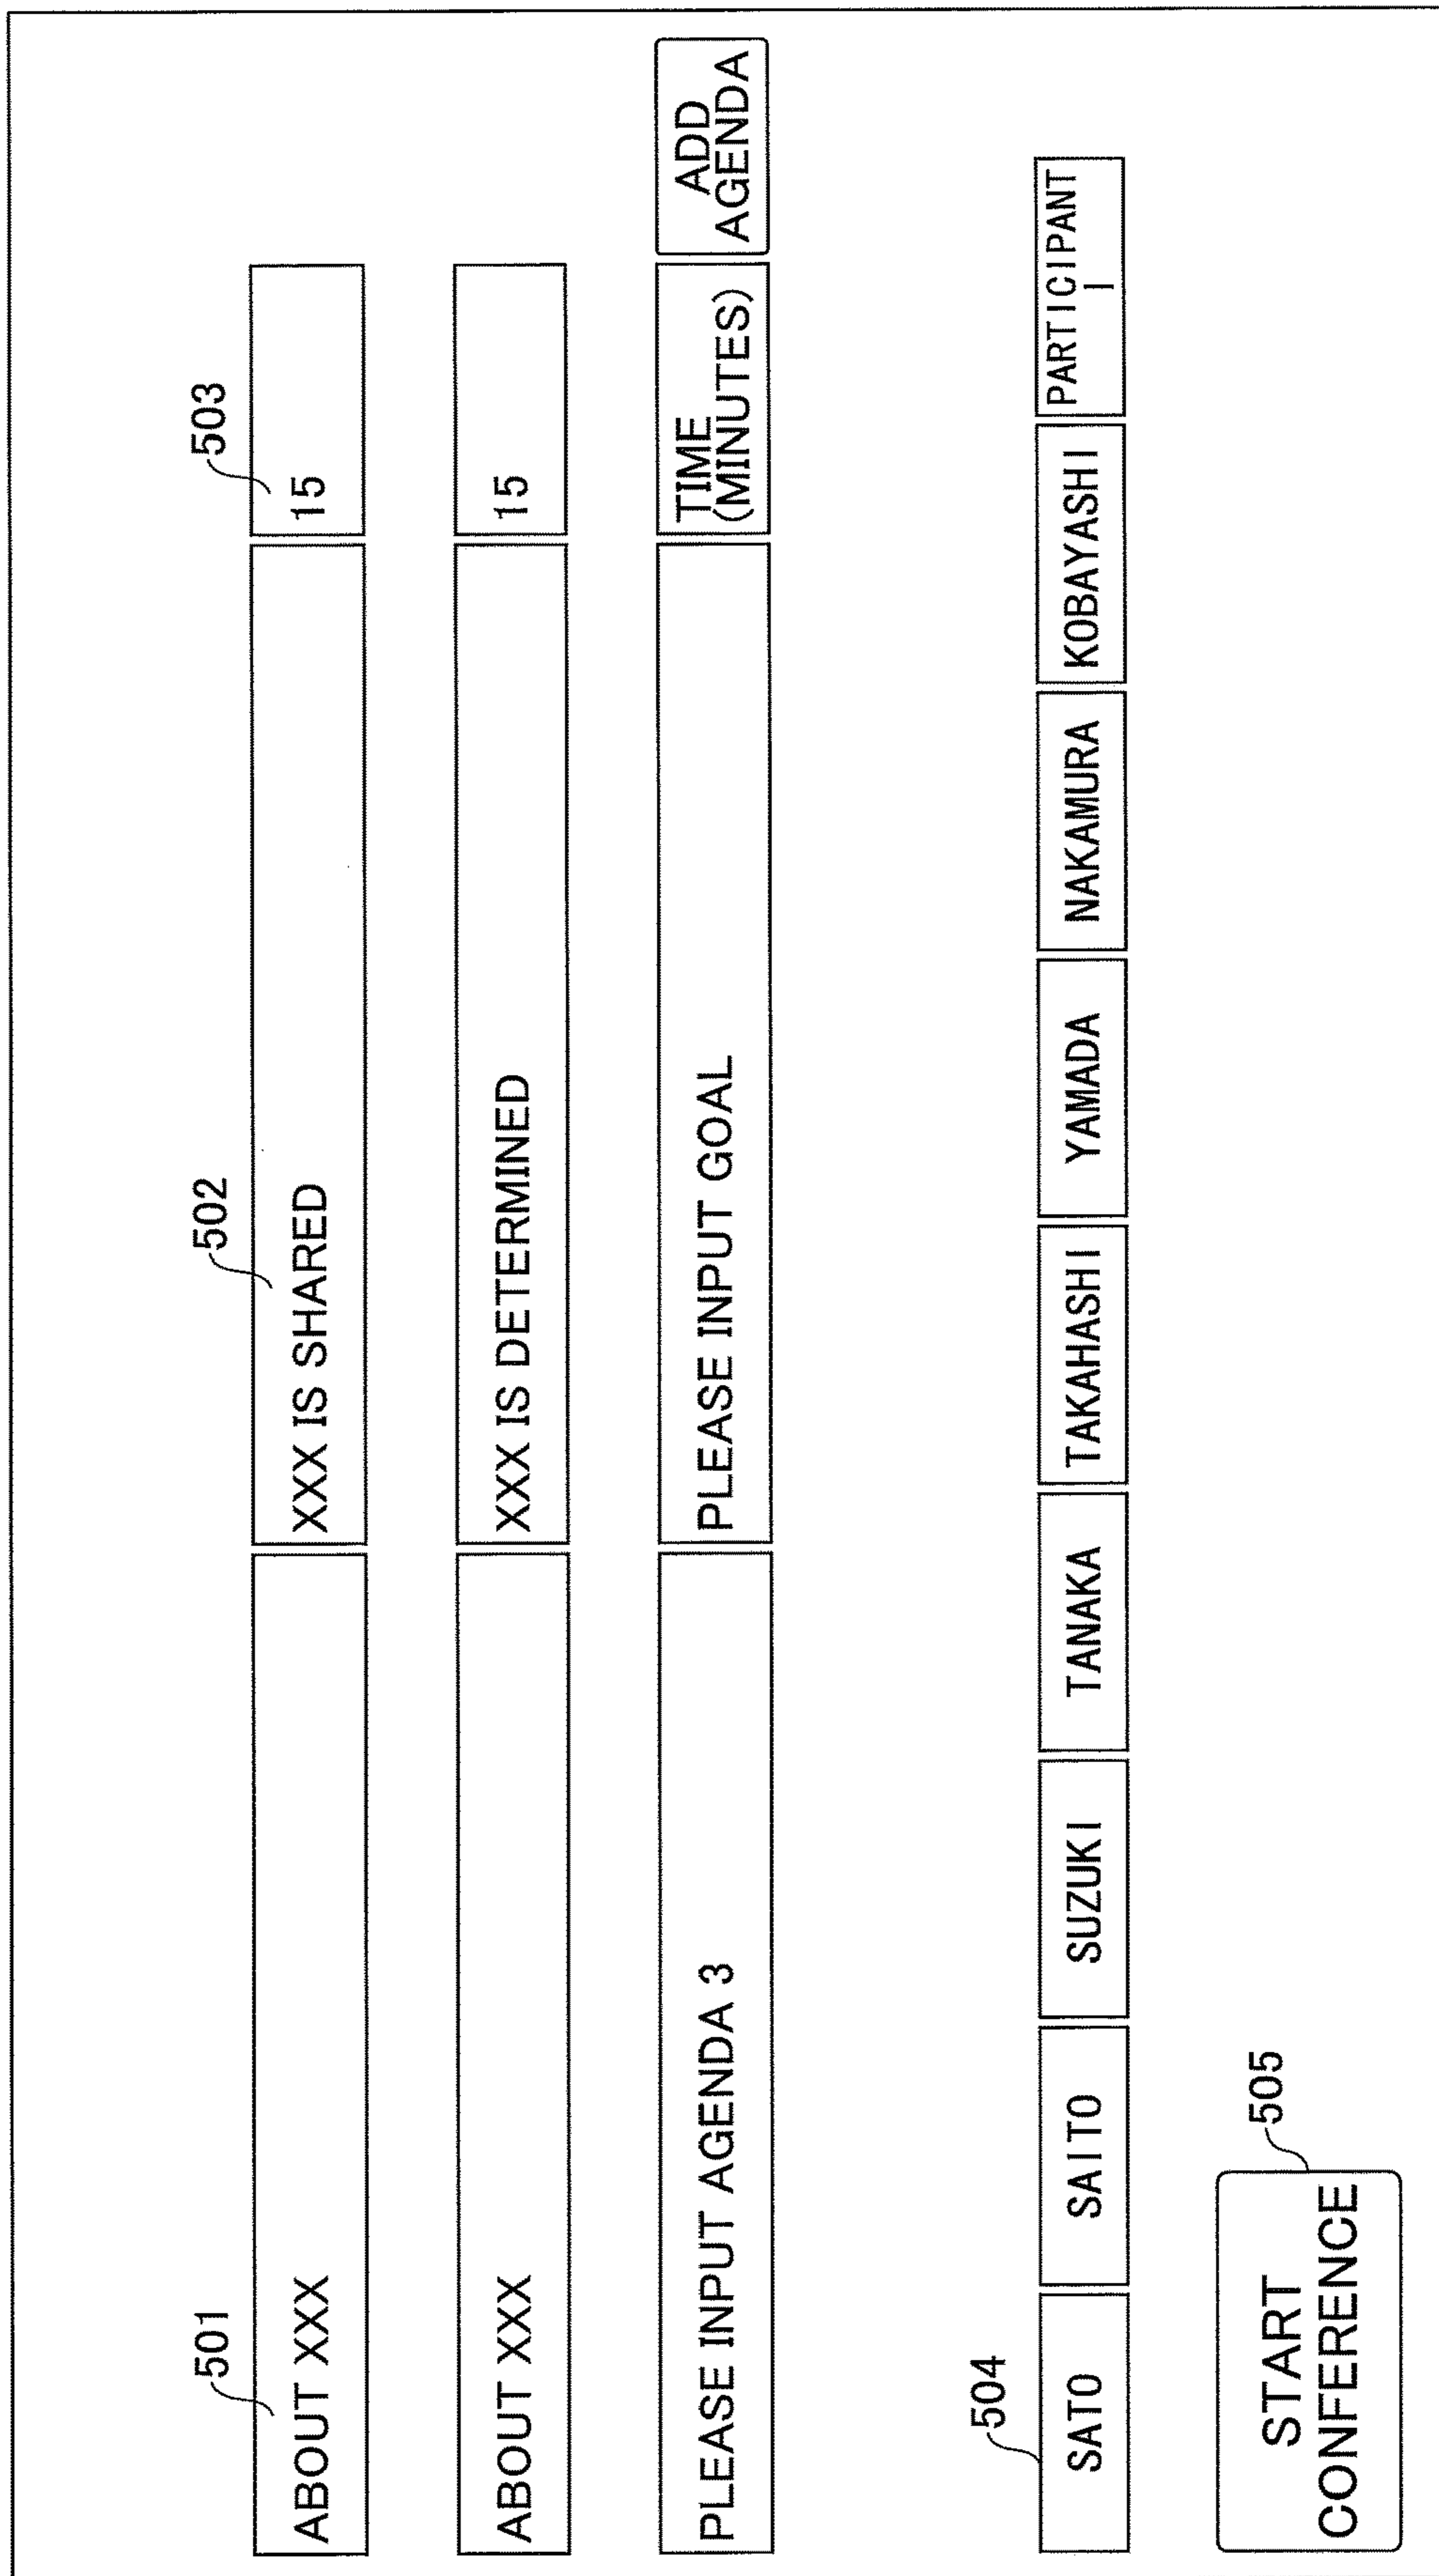 501
502
503
ABOUT XXX
XXX IS SHARED
15
ABOUT XXX
XXX IS DETERMINED
15
PLEASE INPUT AGENDA 3
PLEASE INPUT GOAL
TIME
(MINUTES)
ADD
AGENDA
504
SATO
SAITO
SUZUKI
TANAKA
TAKAHASHI
YAMADA
NAKAMURA
KOBAYASHI
PARTICIPANT
I
505
START
CONFERENCE